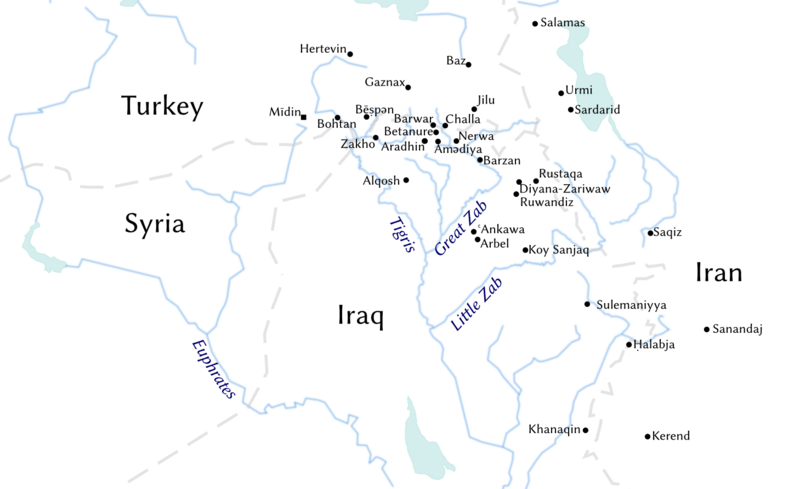 Salamas
Hertevin
Baz
Gaznax
Urmi
Turkey
Jilu
Bēṣpən
Sardarid
Mīdin
Bohtan
Barwar
Challa
Betanure
Nerwa
Zakho
Aradhin
Amədiya
Barzan
Rustaqa
Alqosh
Diyana-Zariwaw
Ruwandiz
Syria
Tigris
Great Zab
ʿAnkawa
Saqiz
Arbel
Koy Sanjaq
Iran
Little Zab
Sulemaniyya
Iraq
Sanandaj
Ḥalabja
Euphrates
Khanaqin
Kerend